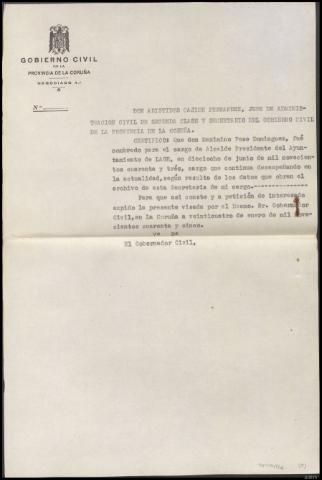 GOBIERNO CIVIL
DE LA
PROVINCIA DE LA CORUÑA
NEGOCIADO
N.º
DON ARISTIDES CAJIDE FERNANDEZ, JEFE DE ADMINIS-
TRACION CIVIL DE SEGUNDA CLASE Y SECRETARIO DEL GOBIERNO CIVIL
DE LA PROVINCIA DE LA CORUÑA.
CERTIFICO: Que don Maximino Pose Dominguez, fué
nombrado para el cargo de Alcalde Presidente del Ayun-
tamiento de LAGE, en dieciocho de junio de mil novecien-
tos cuarenta y trés, cargo que continua desempeñando en
la actualidad, según resulta de los datos que obran el
archivo de esta Secretaria de mi cargo.--------------
Para que asi conste y a petición de interesado
expido la presente visada por el Excmo. Sr. Gobernador
Civil, en la Coruña a veinticuatro de enero de mil nove-
cientos cuarenta y cinco.
El Gobernador Civil,